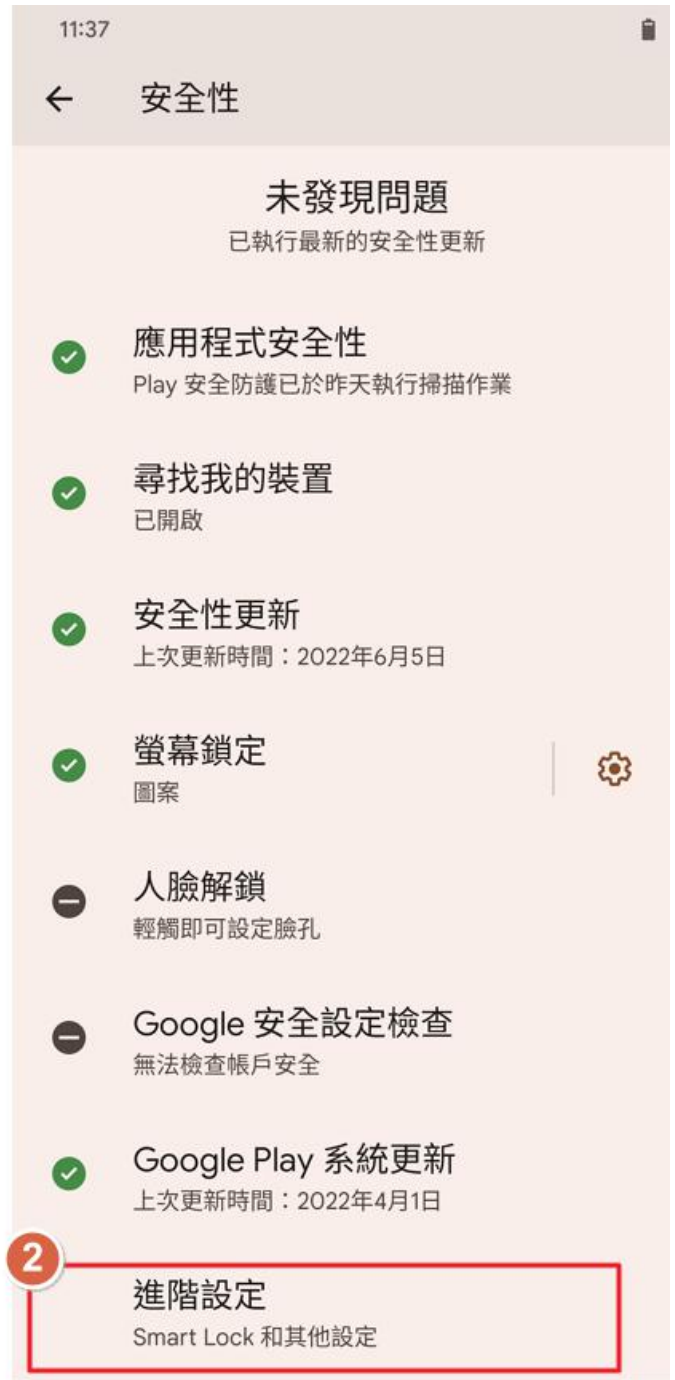 11:37
安全性
未發現問題
已執行最新的安全性更新
應用程式安全性
Play 安全防護已於昨天執行掃描作業
尋找我的裝置
已開啟
安全性更新
上次更新時間：2022年6月5日
螢幕鎖定
圖案
人臉解鎖
輕觸即可設定臉孔
Google 安全設定檢查
無法檢查帳戶安全
Google Play 系統更新
上次更新時間：2022年4月1日
2
進階設定
Smart Lock 和其他設定